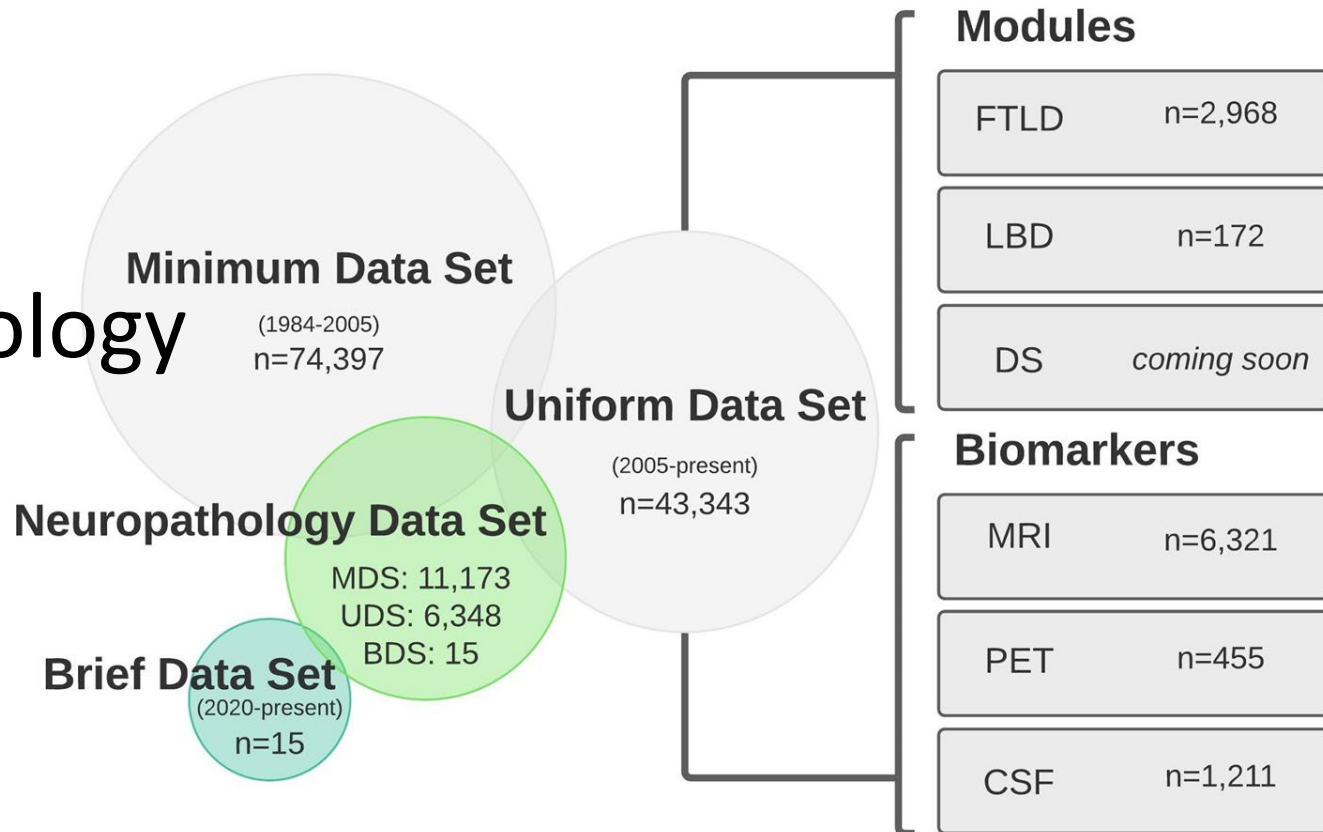 Minimum Data Set
(1984-2005)
n=74,397
ology
Uniform Data Set
(2005-present)
n=43,343
Neuropathology Data Set
MDS: 11,173
UDS: 6,348
BDS: 15
Brief Data Set
(2020-present)
n=15
Modules
FTLD n=2,968
LBD n=172
DS coming soon
Biomarkers
MRI n=6,321
PET n=455
CSF n=1,211